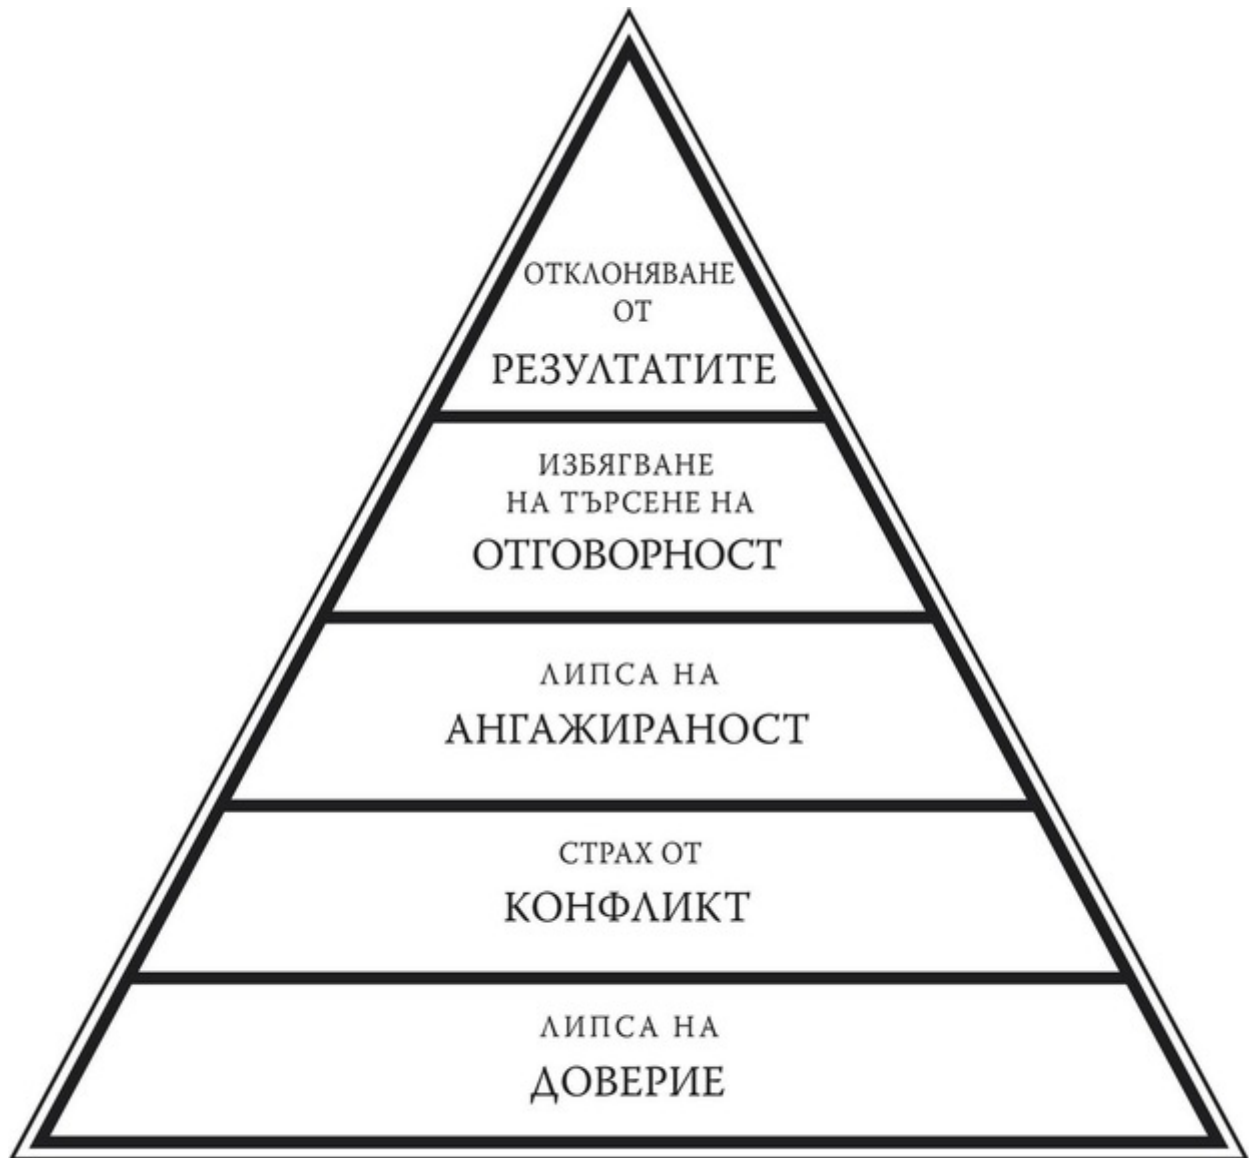 ОТКЛОНЯВАНЕ
ОТ
РЕЗУЛТАТИТЕ
ИЗБЯГВАНЕ
НА ТЪРСЕНЕ НА
ОТГОВОРНОСТ
ЛИПСА НА
АНГАЖИРАНОСТ
СТРАХ ОТ
КОНФЛИКТ
ЛИПСА НА
ДОВЕРИЕ